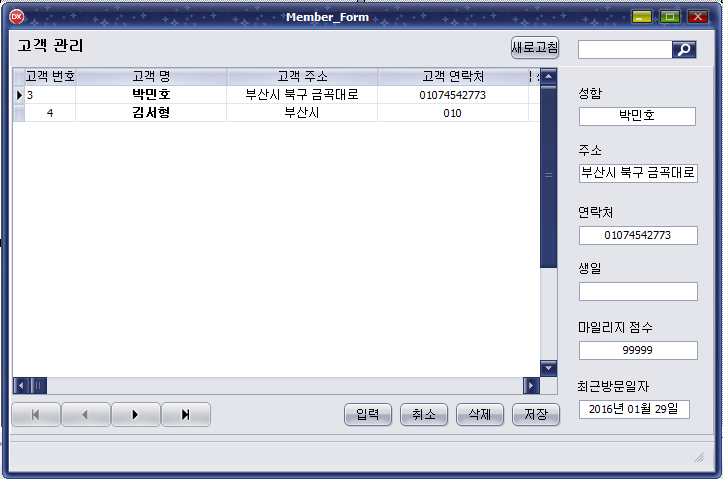 DX Member_Form
고객 관리
새로고침
고객 번호 고객 명 고객 주소 고객 연락처
3 박민호 부산시 북구 금곡대로 01074542773
4 김서형 부산시 010
성함
박민호
주소
부산시 북구 금곡대로
연락처
01074542773
생일
마일리지 점수
99999
최근방문일자
2016년 01월 29일
입력 취소 삭제 저장